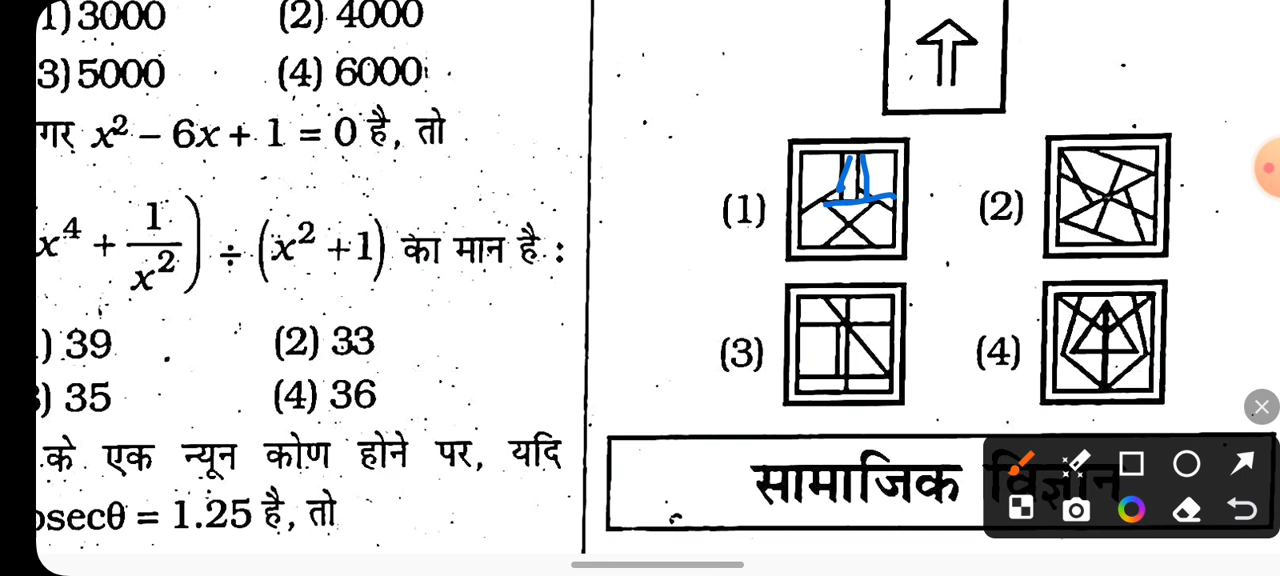 1) 3000 (2) 4000
3) 5000 (4) 6000
गर x² – 6x + 1 = 0 है, तो
x⁴ + 1/x²) ÷ (x² + 1) का मान है :
) 39 (2) 33
) 35 (4) 36
के एक न्यून कोण होने पर, यदि
osecθ = 1.25 है, तो
(1) (2)
(3) (4)
सामाजिक विज्ञान